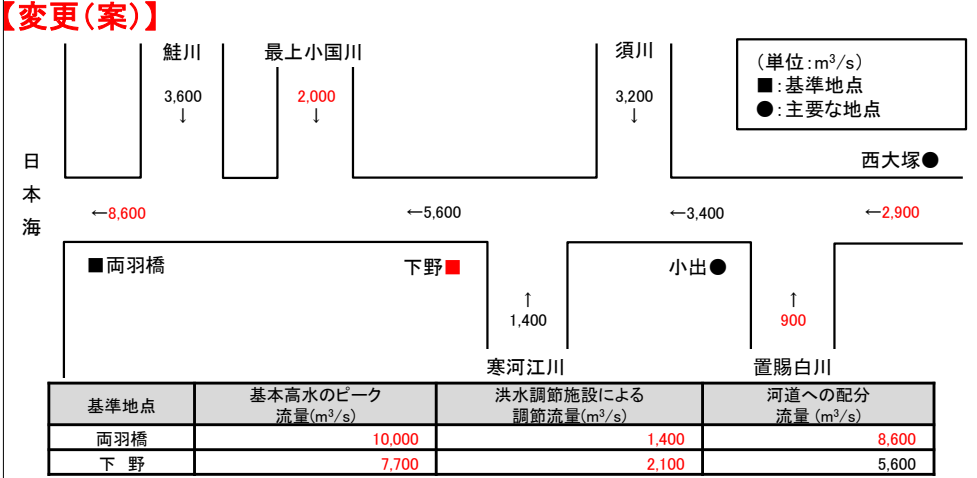 【変更(案)】
鮭川
最上小国川
須川
(単位:m³/s)
■:基準地点
●:主要な地点
3,600
↓
2,000
↓
3,200
↓
西大塚●
日本海
←8,600
←5,600
←3,400
←2,900
■両羽橋
下野■
小出●
↑
1,400
↑
900
寒河江川
置賜白川
基準地点
基本高水のピーク
流量(m³/s)
洪水調節施設による
調節流量(m³/s)
河道への配分
流量 (m³/s)
両羽橋 10,000 1,400 8,600
下 野 7,700 2,100 5,600